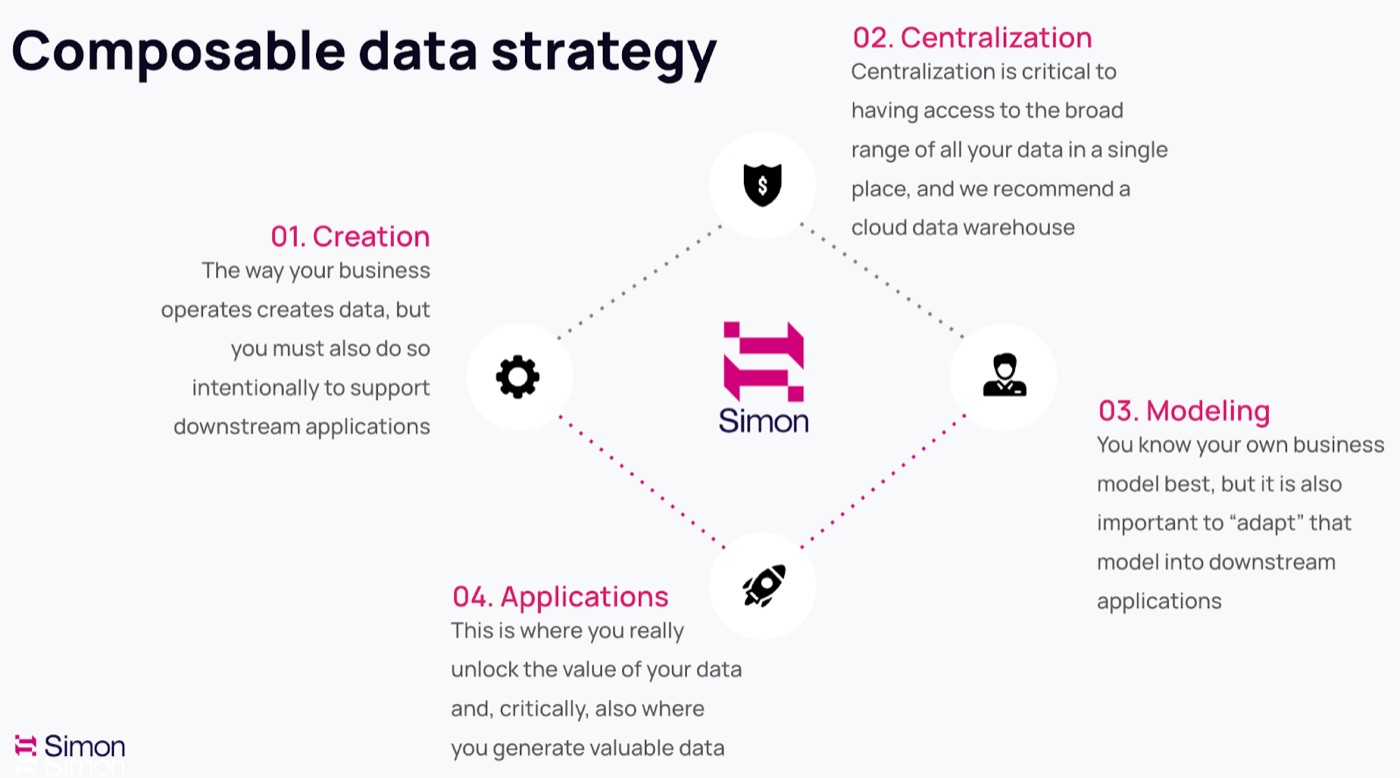 Composable data strategy
01. Creation
The way your business
operates creates data, but
you must also do so
intentionally to support
downstream applications
02. Centralization
Centralization is critical to
having access to the broad
range of all your data in a single
place, and we recommend a
cloud data warehouse
$
Simon
03. Modeling
You know your own business
model best, but it is also
important to “adapt” that
model into downstream
applications
04. Applications
This is where you really
unlock the value of your data
and, critically, also where
you generate valuable data
Simon
Simon